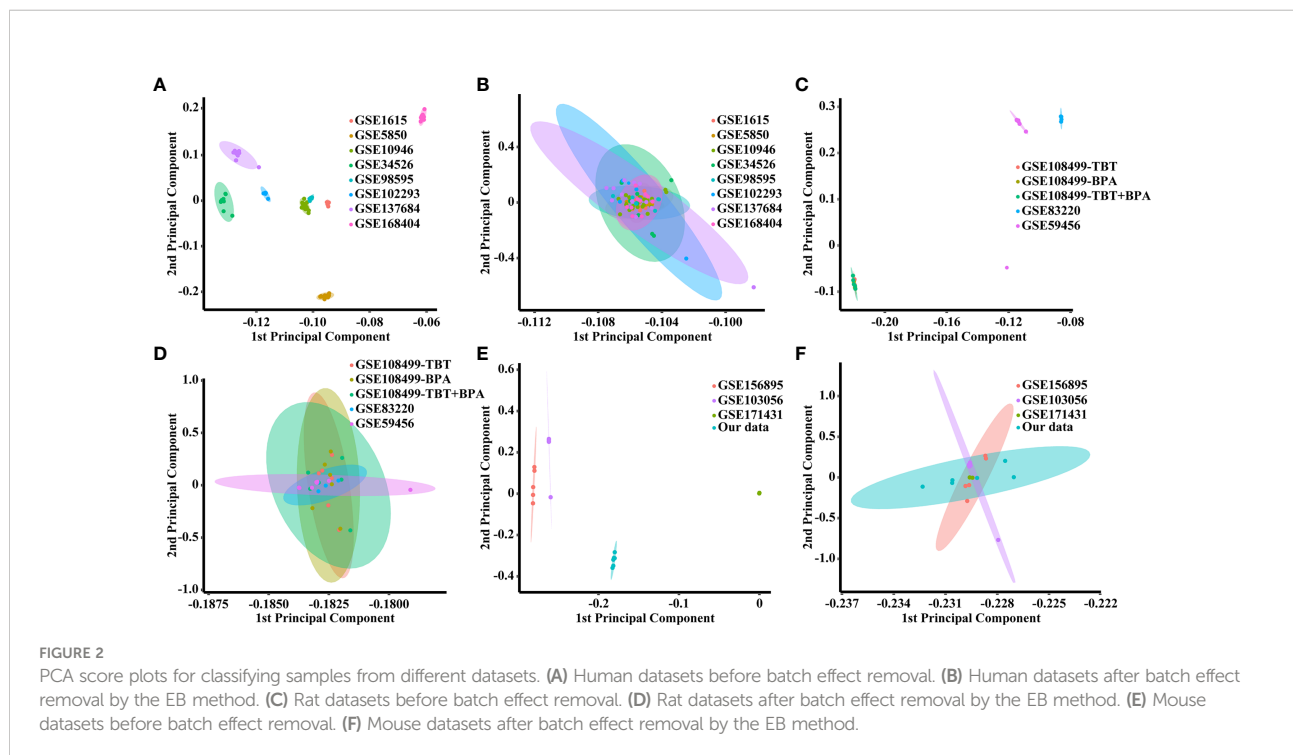 A
2nd Principal Component
0.2
0.1
0
-0.1
-0.2
-0.12
-0.10
-0.08
-0.06
1st Principal Component
GSE1615
GSE5850
GSE10946
GSE34526
GSE98595
GSE102293
GSE137684
GSE168404
B
2nd Principal Component
0.4
0
-0.4
-0.112
-0.108
-0.104
-0.100
1st Principal Component
GSE1615
GSE5850
GSE10946
GSE34526
GSE98595
GSE102293
GSE137684
GSE168404
C
2nd Principal Component
0.3
0.2
0.1
0
-0.1
-0.20
-0.16
-0.12
-0.08
1st Principal Component
GSE108499-TBT
GSE108499-BPA
GSE108499-TBT+BPA
GSE83220
GSE59456
D
2nd Principal Component
1.0
0.5
0
-0.5
-1.0
-0.1875
-0.1850
-0.1825
-0.1800
1st Principal Component
GSE108499-TBT
GSE108499-BPA
GSE108499-TBT+BPA
GSE83220
GSE59456
E
2nd Principal Component
0.6
0.4
0.2
0
-0.2
-0.4
-0.2
-0.1
0
1st Principal Component
GSE156895
GSE103056
GSE171431
Our data
F
2nd Principal Component
1.0
0.5
0
-0.5
-1.0
-0.237
-0.234
-0.231
-0.228
-0.225
-0.222
1st Principal Component
GSE156895
GSE103056
GSE171431
Our data
FIGURE 2
PCA score plots for classifying samples from different datasets. (A) Human datasets before batch effect removal. (B) Human datasets after batch effect
removal by the EB method. (C) Rat datasets before batch effect removal. (D) Rat datasets after batch effect removal by the EB method. (E) Mouse
datasets before batch effect removal. (F) Mouse datasets after batch effect removal by the EB method.